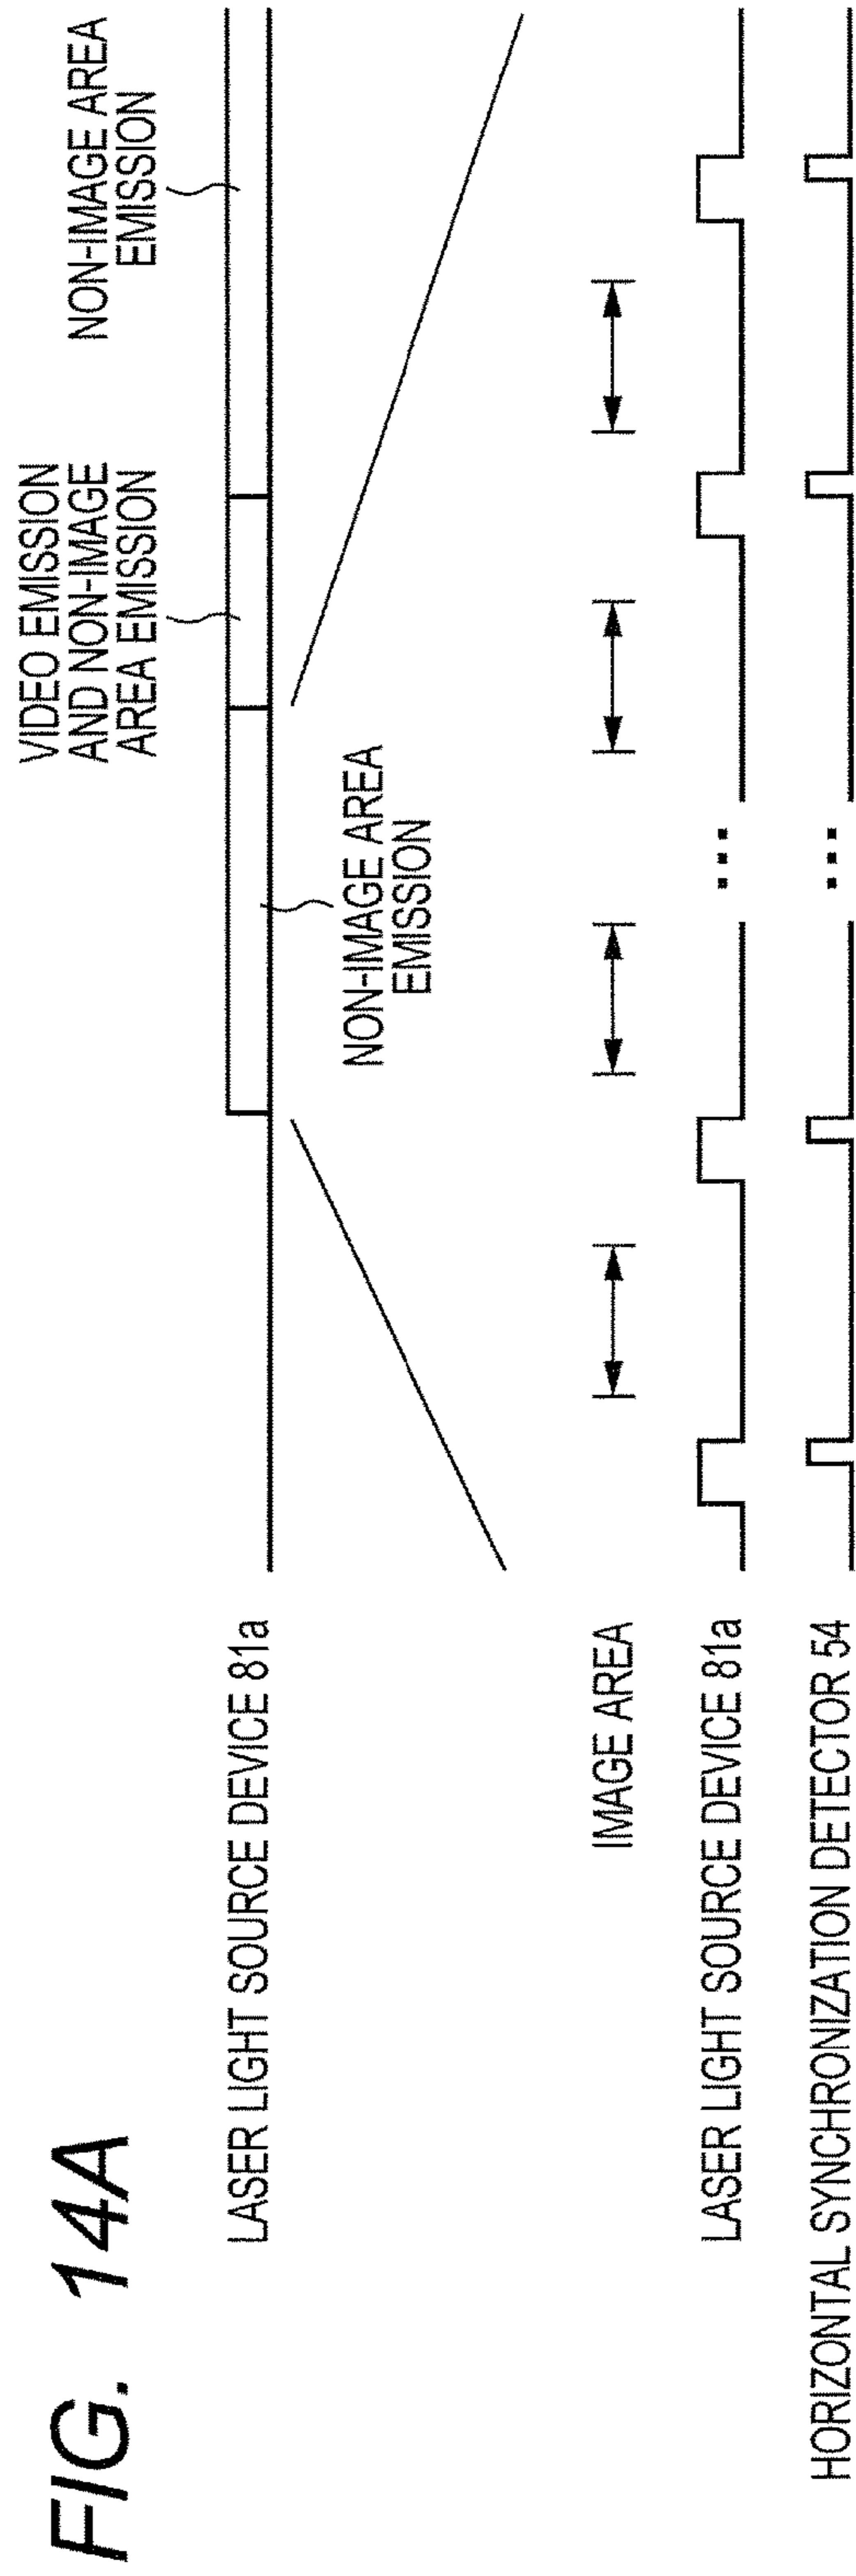 FIG. 14A
VIDEO EMISSION
AND NON-IMAGE
AREA EMISSION
NON-IMAGE AREA
EMISSION
LASER LIGHT SOURCE DEVICE 81a
NON-IMAGE AREA
EMISSION
IMAGE AREA
LASER LIGHT SOURCE DEVICE 81a
HORIZONTAL SYNCHRONIZATION DETECTOR 54